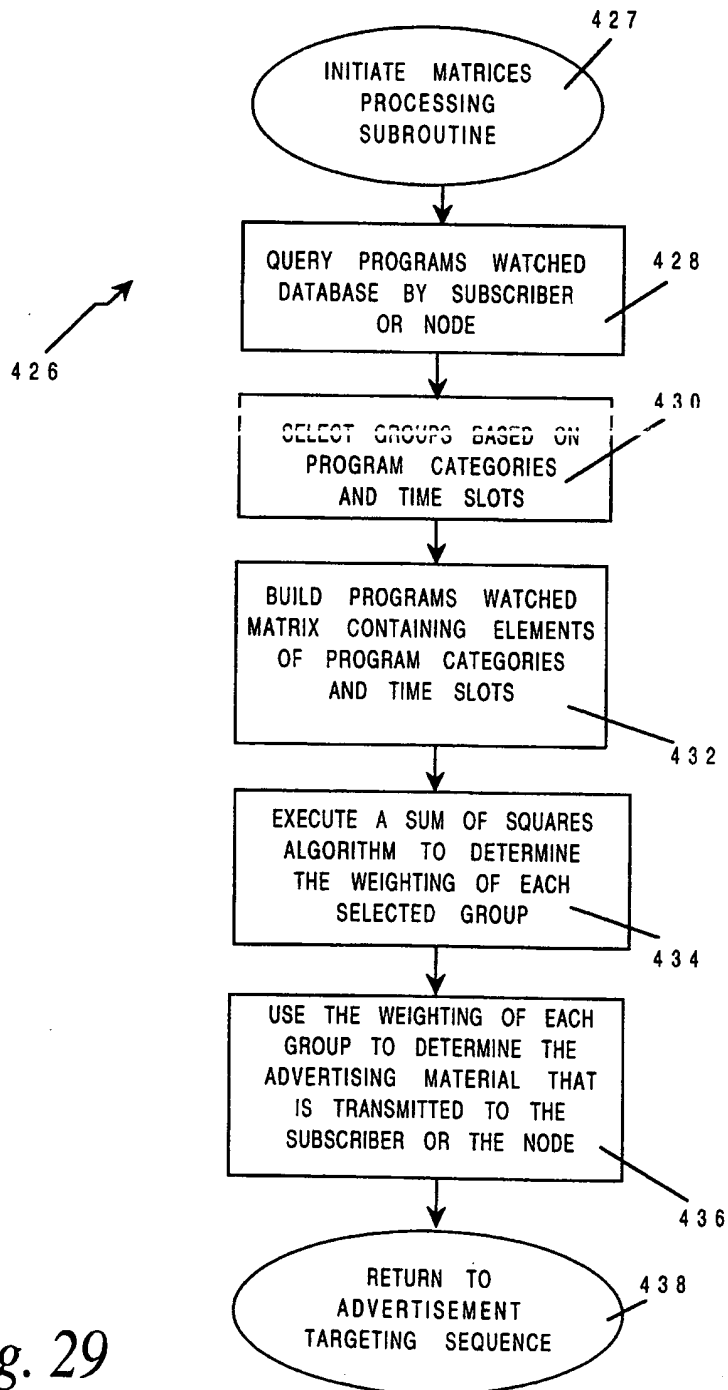 427
INITIATE MATRICES
PROCESSING
SUBROUTINE
QUERY PROGRAMS WATCHED
DATABASE BY SUBSCRIBER
OR NODE
428
426
430
SELECT GROUPS BASED ON
PROGRAM CATEGORIES
AND TIME SLOTS
BUILD PROGRAMS WATCHED
MATRIX CONTAINING ELEMENTS
OF PROGRAM CATEGORIES
AND TIME SLOTS
432
EXECUTE A SUM OF SQUARES
ALGORITHM TO DETERMINE
THE WEIGHTING OF EACH
SELECTED GROUP
434
USE THE WEIGHTING OF EACH
GROUP TO DETERMINE THE
ADVERTISING MATERIAL THAT
IS TRANSMITTED TO THE
SUBSCRIBER OR THE NODE
436
RETURN TO
ADVERTISEMENT
TARGETING SEQUENCE
438
g. 29